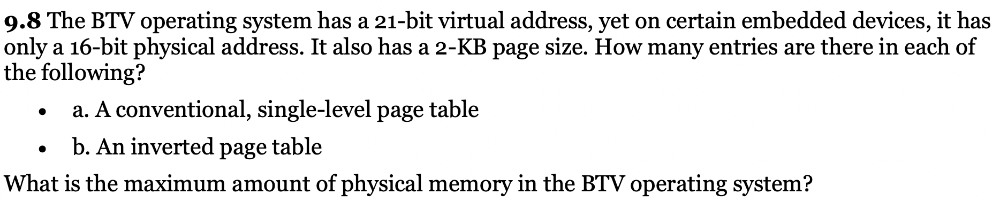 9.8 The BTV operating system has a 21-bit virtual address, yet on certain embedded devices, it has
only a 16-bit physical address. It also has a 2-KB page size. How many entries are there in each of
the following?
• a. A conventional, single-level page table
• b. An inverted page table
What is the maximum amount of physical memory in the BTV operating system?